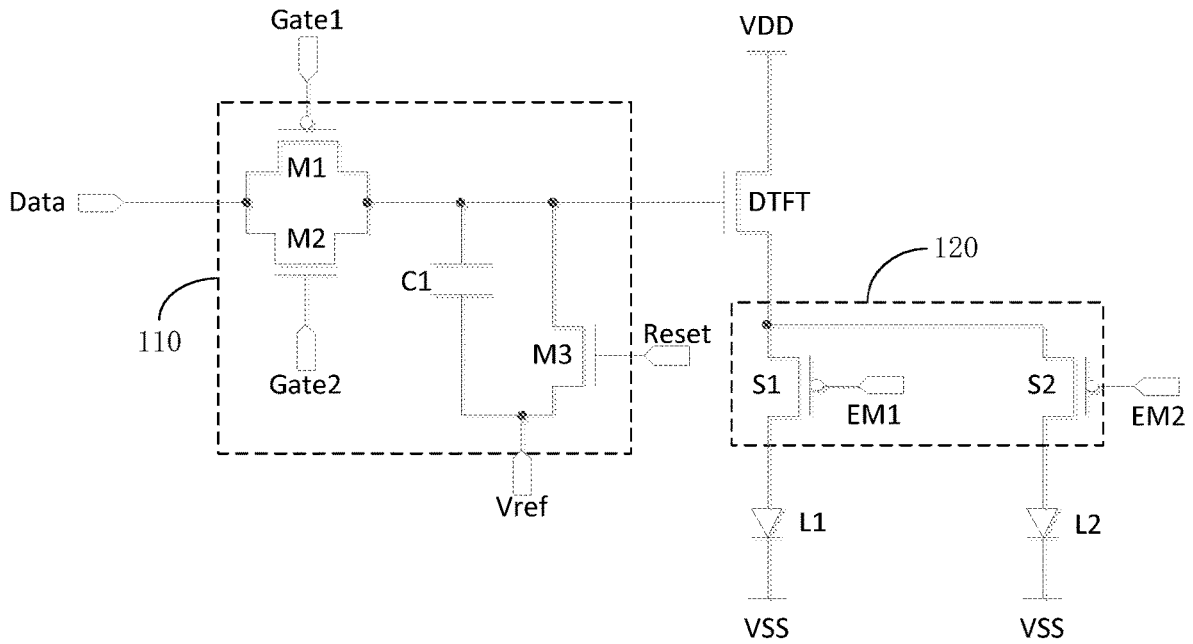 Gate1
VDD
M1
Data
DTFT
M2
120
C1
110
Reset
M3
Gate2
S1
S2
EM1
EM2
Vref
L1
L2
VSS
VSS